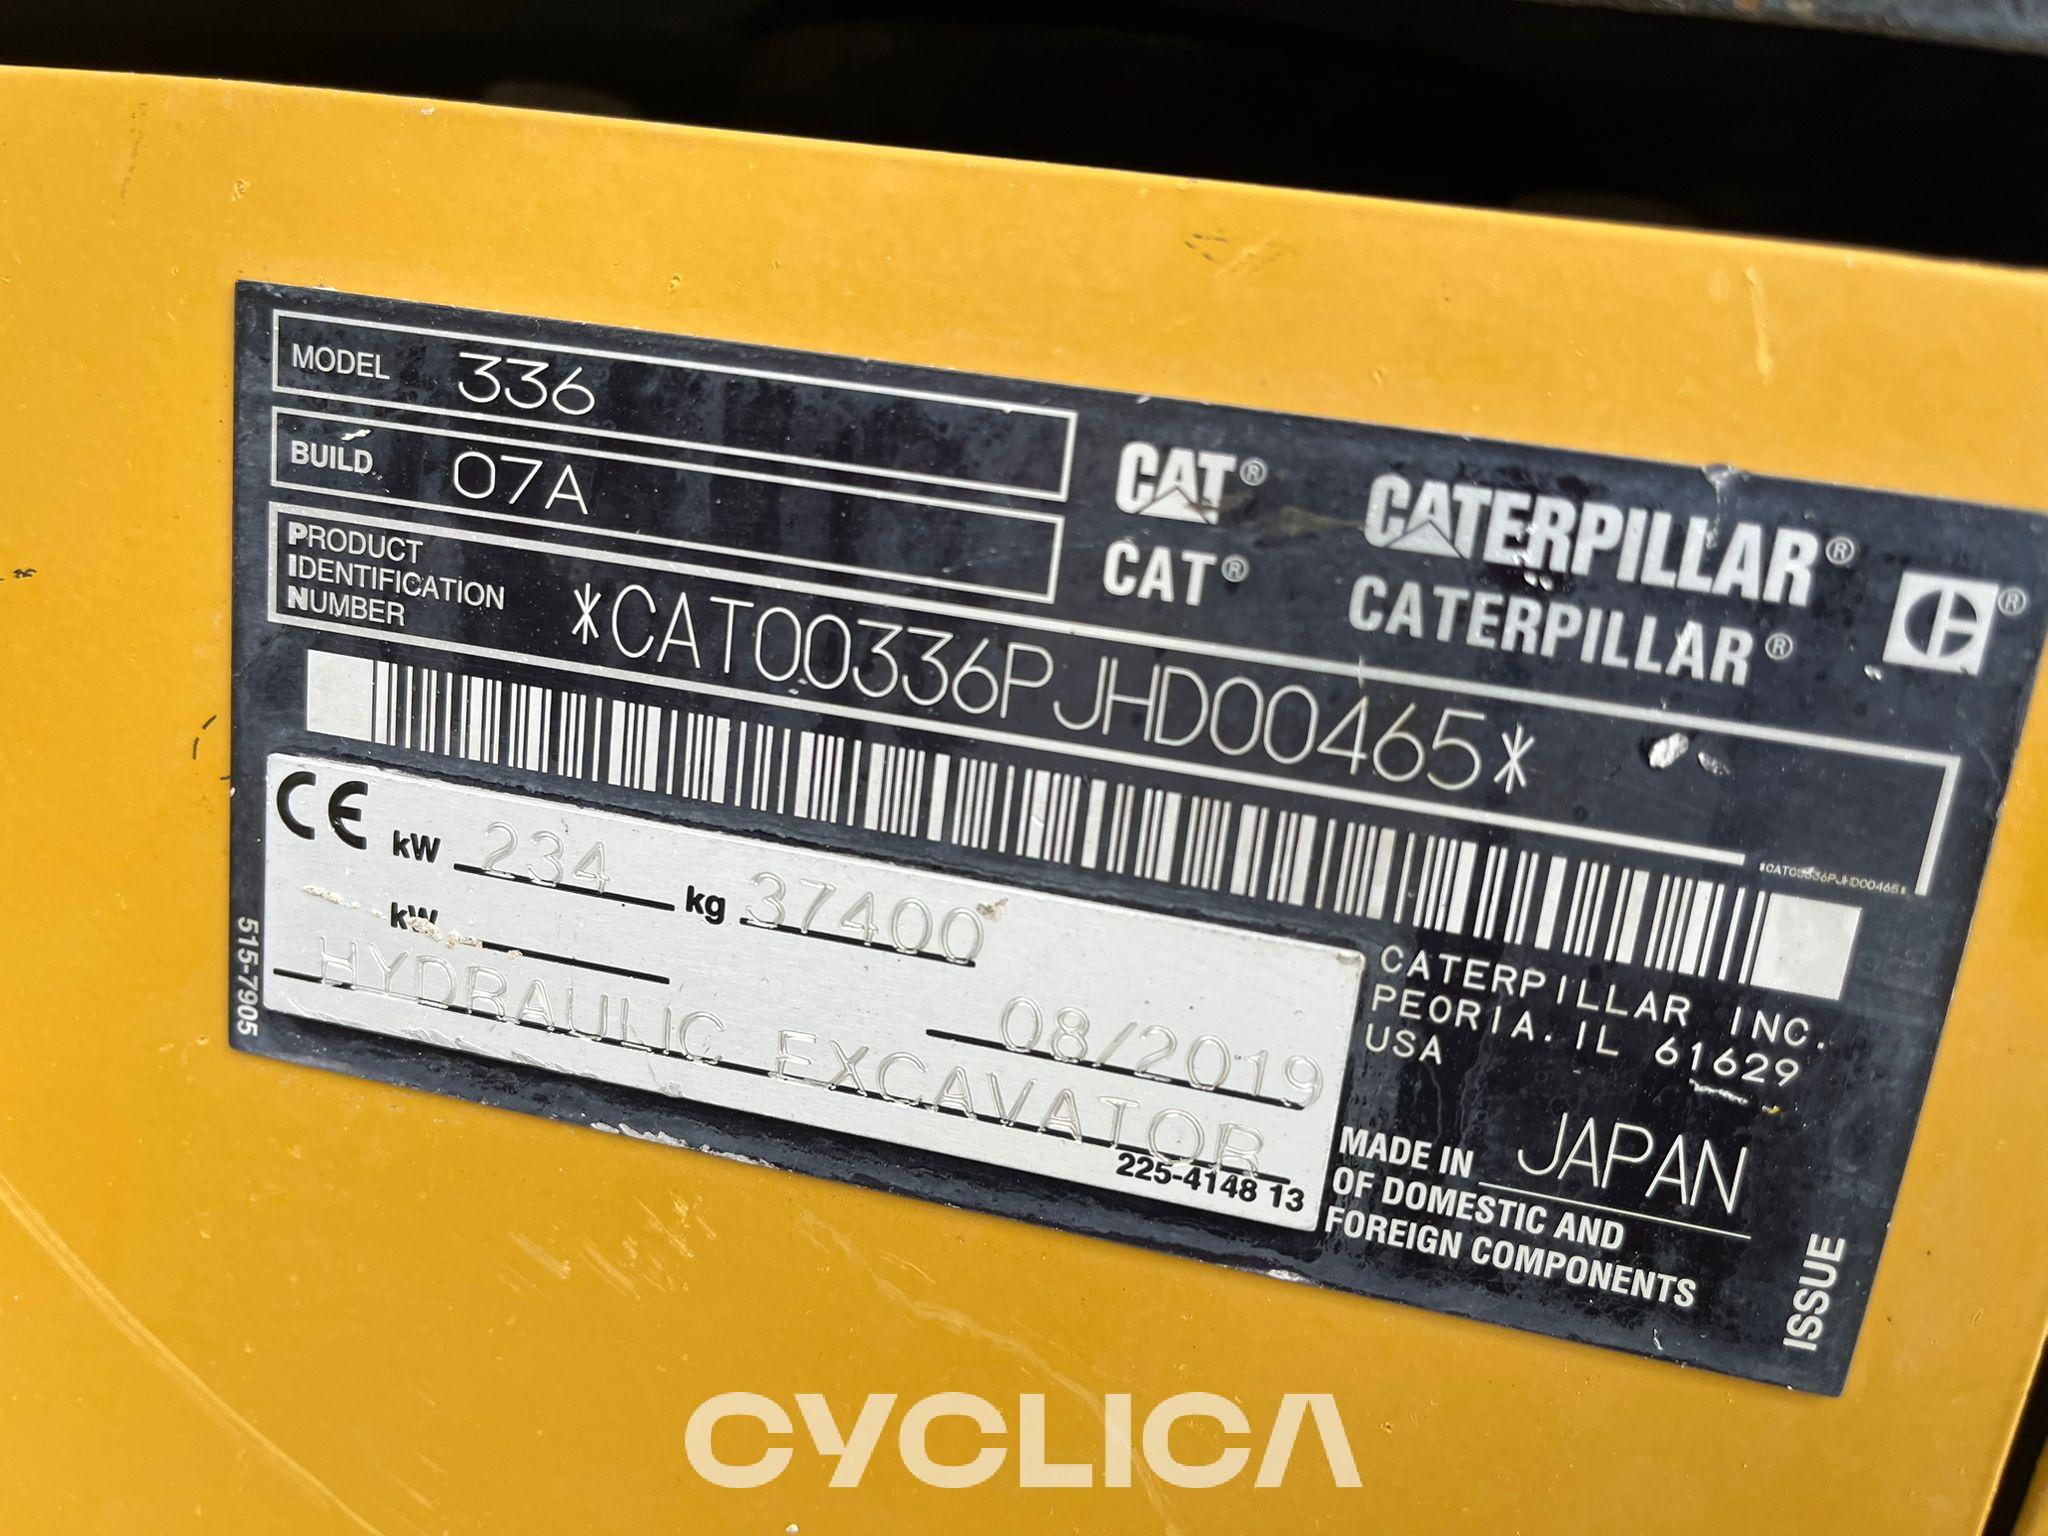 MODEL 336
BUILD 07A
PRODUCT
IDENTIFICATION
NUMBER
*CAT00336PJHD00465*
CAT® CATERPILLAR®
CAT® CATERPILLAR®
®
*CAT00336PJHD00465*
CE kW 234 kg 37400
kW
08/2019
HYDRAULIC EXCAVATOR
225-4148 13
515-7905
CATERPILLAR INC.
PEORIA. IL 61629
USA
MADE IN JAPAN
OF DOMESTIC AND
FOREIGN COMPONENTS
ISSUE
CYCLICA